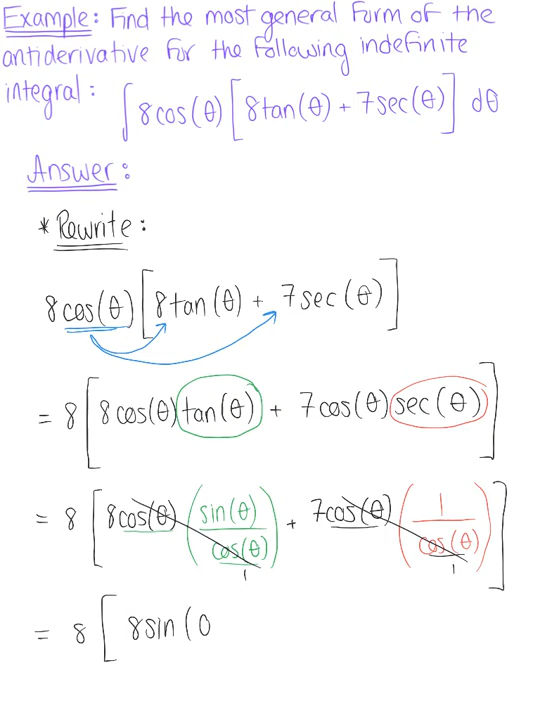 Example: Find the most general form of the
antiderivative for the following indefinite
integral: ∫ 8cos(θ) [8tan(θ) + 7sec(θ)] dθ
Answer:
* Rewrite:
8cos(θ) [8tan(θ) + 7sec(θ)]
= 8 [8cos(θ) tan(θ) + 7cos(θ) sec(θ)]
= 8 [8cos(θ) (sin(θ)/cos(θ)) 1 + 7cos(θ) (1/cos(θ)) 1]
= 8 [ 8sin(0